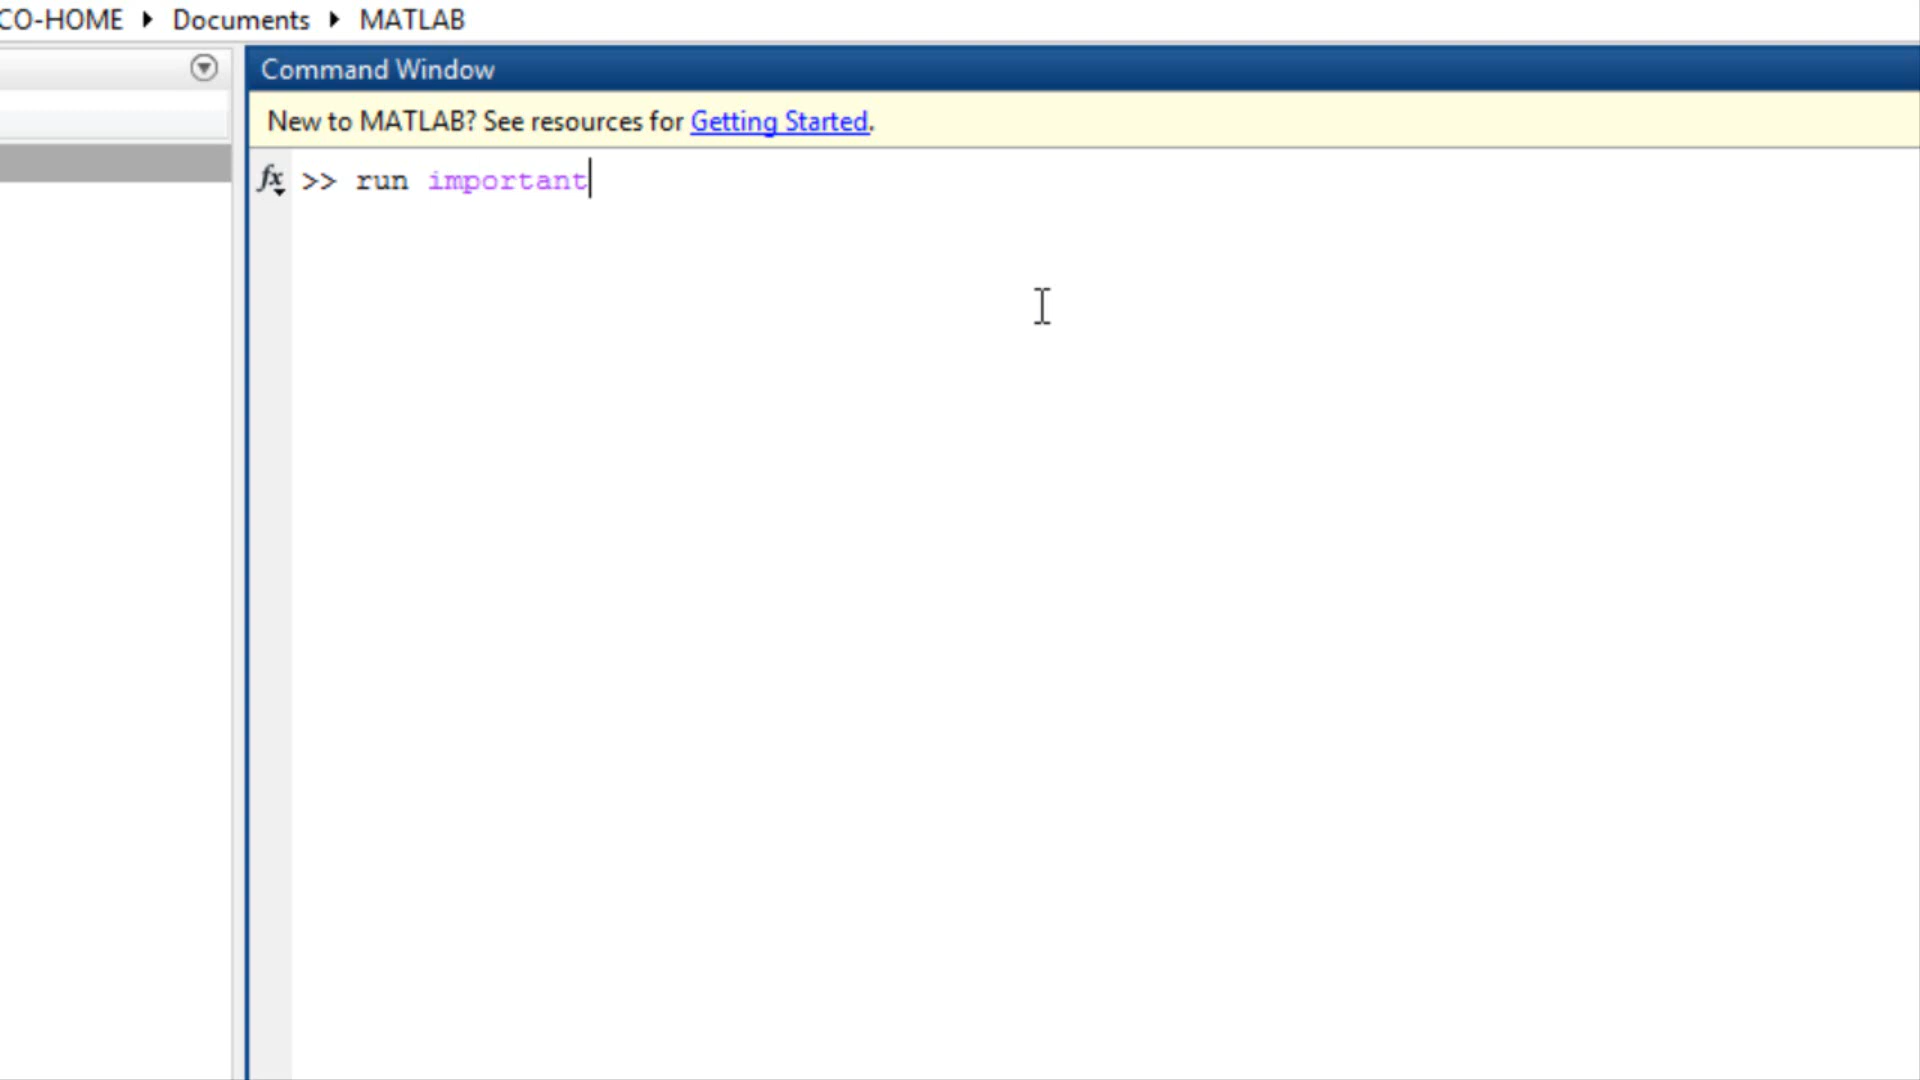 CO-HOME ▸ Documents ▸ MATLAB
Command Window
New to MATLAB? See resources for Getting Started.
fx >> run important